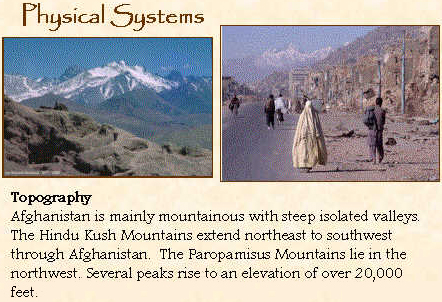 Physical Systems
Topography
Afghanistan is mainly mountainous with steep isolated valleys.
The Hindu Kush Mountains extend northeast to southwest
through Afghanistan.  The Paropamisus Mountains lie in the
northwest. Several peaks rise to an elevation of over 20,000
feet.